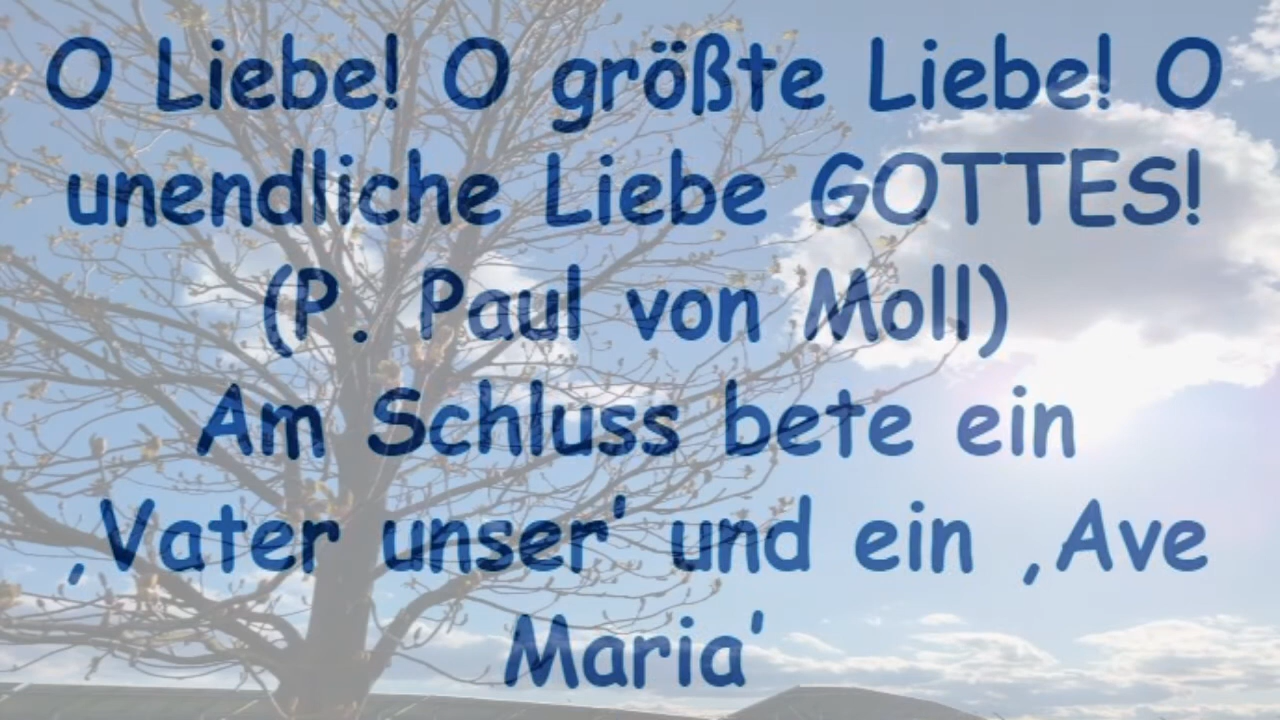 O Liebe! O größte Liebe! O
unendliche Liebe GOTTES!
(P. Paul von Moll)
Am Schluss bete ein
‚Vater unser' und ein ‚Ave
Maria'